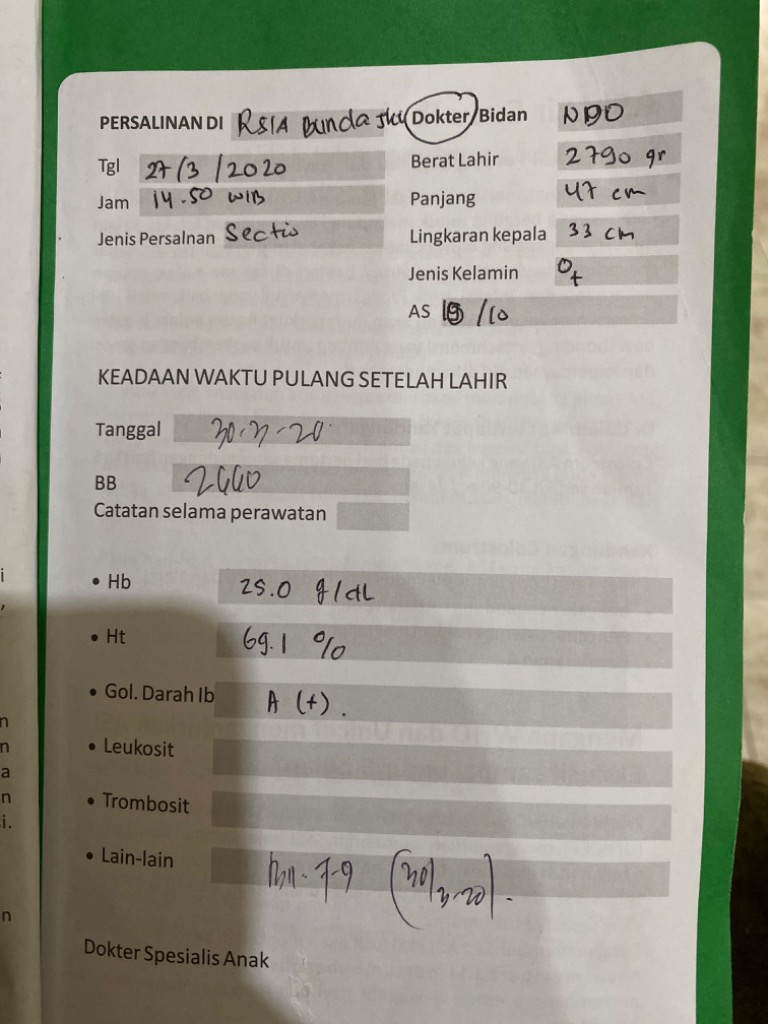 PERSALINAN DI RSIA Bunda Dokter/Bidan NDO
Tgl 27/3/2020 Berat Lahir 2790 gr
Jam 14.50 WIB Panjang 47 cm
Jenis Persalnan Sectio Lingkaran kepala 33 cm
Jenis Kelamin ♀
AS /10
KEADAAN WAKTU PULANG SETELAH LAHIR
Tanggal 30-3-20
BB 2660
Catatan selama perawatan
• Hb 25.0 g/dL
• Ht 69.1 %
• Gol. Darah Ib A (+).
• Leukosit
• Trombosit
• Lain-lain 7-9 (30/3-20).
Dokter Spesialis Anak